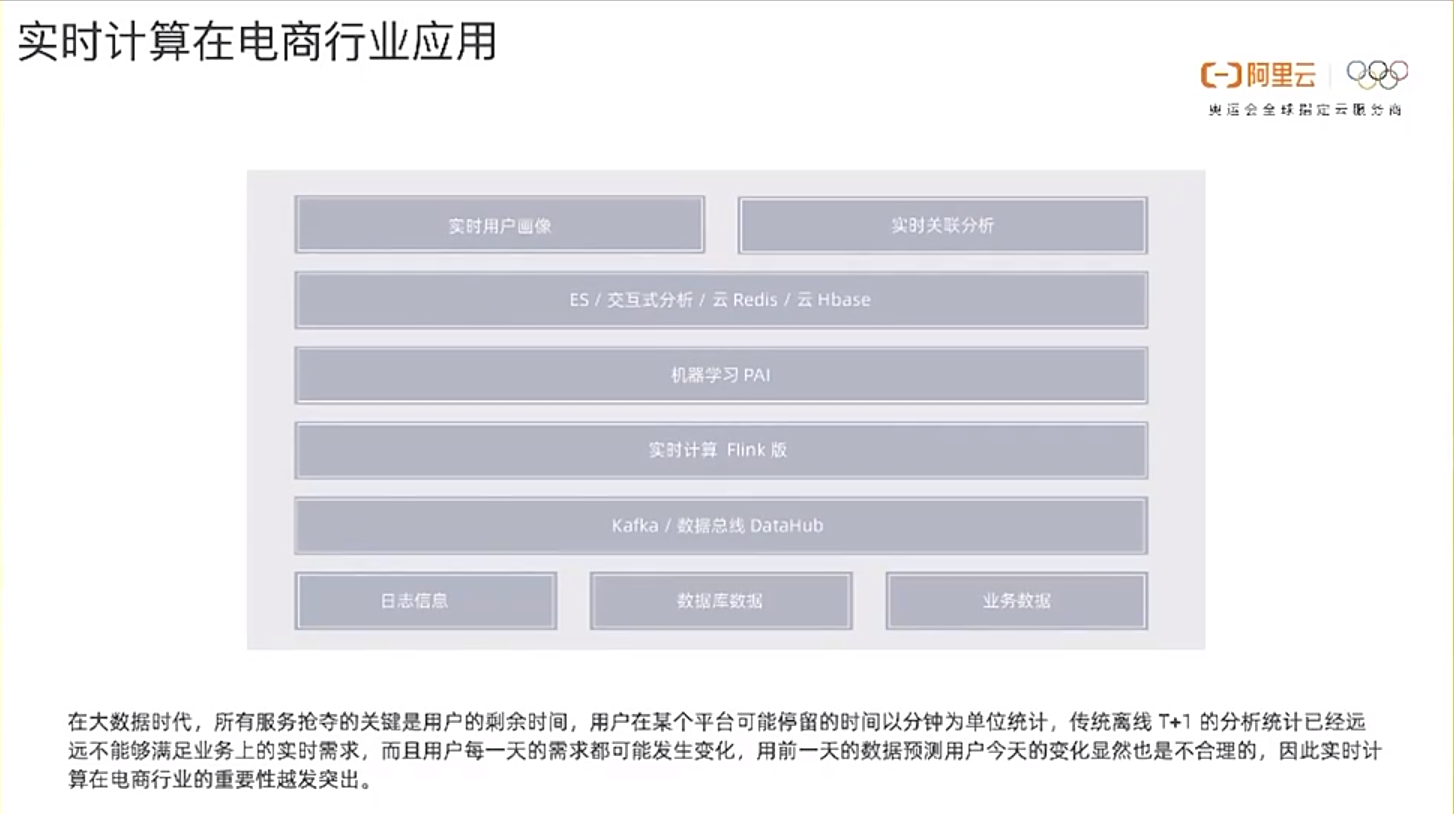 实时计算在电商行业应用
阿里云
奥运会全球指定云服务商
实时用户画像
实时关联分析
ES / 交互式分析 / 云 Redis / 云 Hbase
机器学习 PAI
实时计算 Flink 版
Kafka / 数据总线 DataHub
日志信息
数据库数据
业务数据
在大数据时代，所有服务抢夺的关键是用户的剩余时间，用户在某个平台可能停留的时间以分钟为单位统计，传统离线 T+1 的分析统计已经远
远不能够满足业务上的实时需求，而且用户每一天的需求都可能发生变化，用前一天的数据预测用户今天的变化显然也是不合理的，因此实时计
算在电商行业的重要性越发突出。